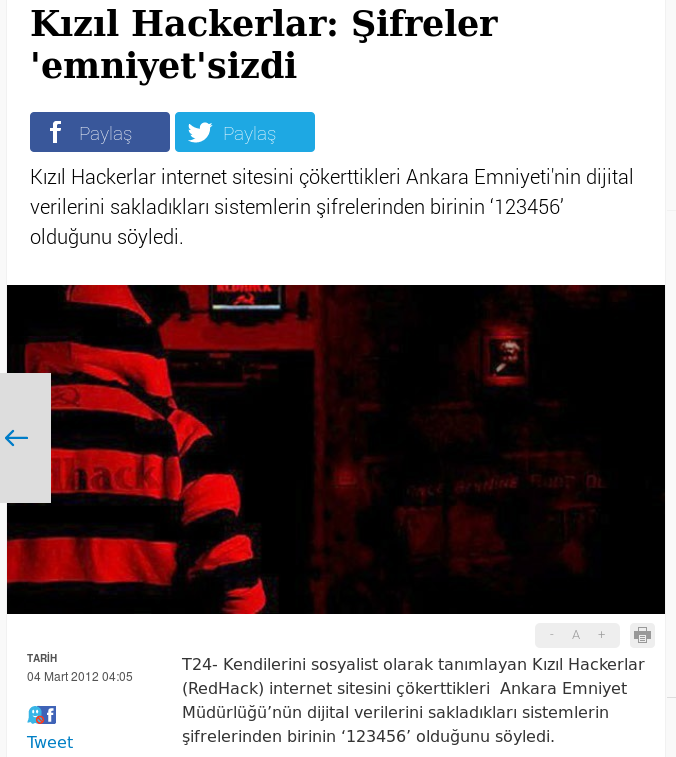 Kızıl Hackerlar: Şifreler
'emniyet'sizdi
Paylaş Paylaş
Kızıl Hackerlar internet sitesini çökerttikleri Ankara Emniyeti'nin dijital
verilerini sakladıkları sistemlerin şifrelerinden birinin ‘123456’
olduğunu söyledi.
REDHACK
dhack
- A +
TARİH
04 Mart 2012 04:05
Tweet
T24- Kendilerini sosyalist olarak tanımlayan Kızıl Hackerlar
(RedHack) internet sitesini çökerttikleri  Ankara Emniyet
Müdürlüğü’nün dijital verilerini sakladıkları sistemlerin
şifrelerinden birinin ‘123456’ olduğunu söyledi.